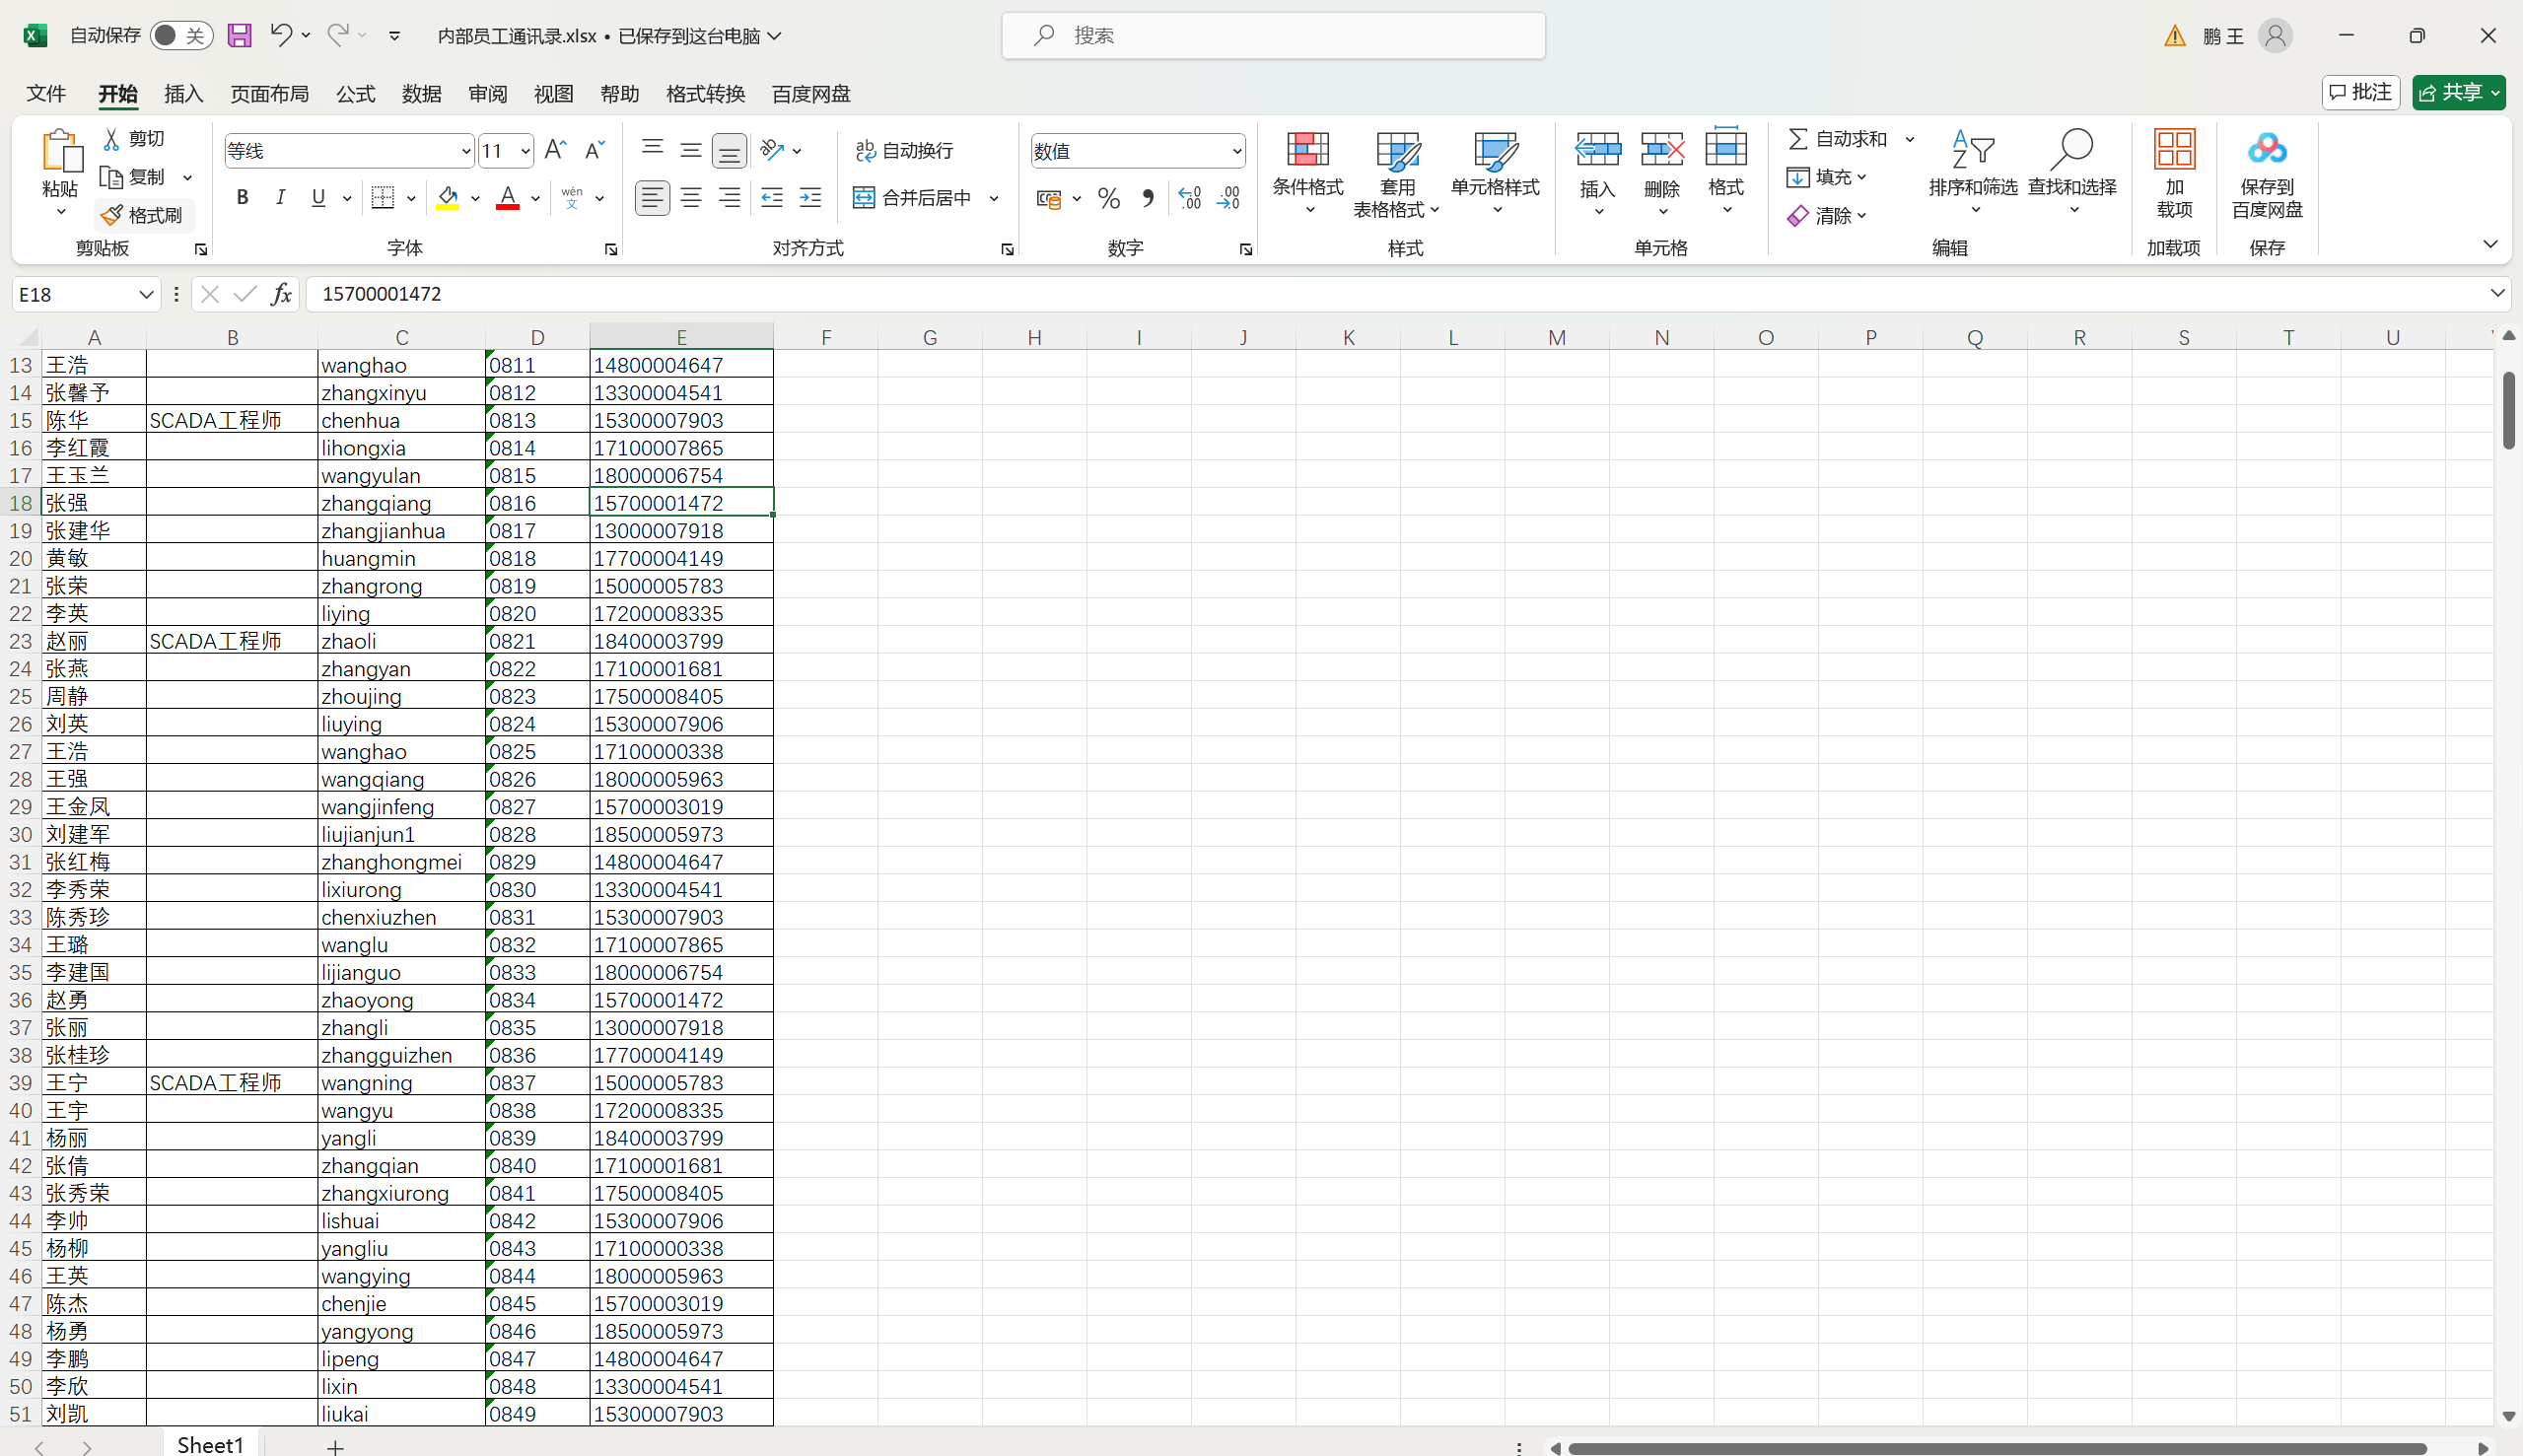 自动保存 关 内部员工通讯录.xlsx • 已保存到这台电脑 搜索 鹏 王
文件 开始 插入 页面布局 公式 数据 审阅 视图 帮助 格式转换 百度网盘 批注 共享
粘贴 剪切 复制 格式刷 剪贴板
等线 11 B I U A wén 文 字体
ab 自动换行 合并后居中 对齐方式
数值 % .00 数字
条件格式 套用 表格格式 单元格样式 样式
插入 删除 格式 单元格
自动求和 填充 清除 排序和筛选 查找和选择 编辑
加 载项 加载项
保存到 百度网盘 保存
E18 fx 15700001472
A B C D E F G H I J K L M N O P Q R S T U
13 王浩 wanghao 0811 14800004647
14 张馨予 zhangxinyu 0812 13300004541
15 陈华 SCADA工程师 chenhua 0813 15300007903
16 李红霞 lihongxia 0814 17100007865
17 王玉兰 wangyulan 0815 18000006754
18 张强 zhangqiang 0816 15700001472
19 张建华 zhangjianhua 0817 13000007918
20 黄敏 huangmin 0818 17700004149
21 张荣 zhangrong 0819 15000005783
22 李英 liying 0820 17200008335
23 赵丽 SCADA工程师 zhaoli 0821 18400003799
24 张燕 zhangyan 0822 17100001681
25 周静 zhoujing 0823 17500008405
26 刘英 liuying 0824 15300007906
27 王浩 wanghao 0825 17100000338
28 王强 wangqiang 0826 18000005963
29 王金凤 wangjinfeng 0827 15700003019
30 刘建军 liujianjun1 0828 18500005973
31 张红梅 zhanghongmei 0829 14800004647
32 李秀荣 lixiurong 0830 13300004541
33 陈秀珍 chenxiuzhen 0831 15300007903
34 王璐 wanglu 0832 17100007865
35 李建国 lijianguo 0833 18000006754
36 赵勇 zhaoyong 0834 15700001472
37 张丽 zhangli 0835 13000007918
38 张桂珍 zhangguizhen 0836 17700004149
39 王宁 SCADA工程师 wangning 0837 15000005783
40 王宇 wangyu 0838 17200008335
41 杨丽 yangli 0839 18400003799
42 张倩 zhangqian 0840 17100001681
43 张秀荣 zhangxiurong 0841 17500008405
44 李帅 lishuai 0842 15300007906
45 杨柳 yangliu 0843 17100000338
46 王英 wangying 0844 18000005963
47 陈杰 chenjie 0845 15700003019
48 杨勇 yangyong 0846 18500005973
49 李鹏 lipeng 0847 14800004647
50 李欣 lixin 0848 13300004541
51 刘凯 liukai 0849 15300007903
Sheet1